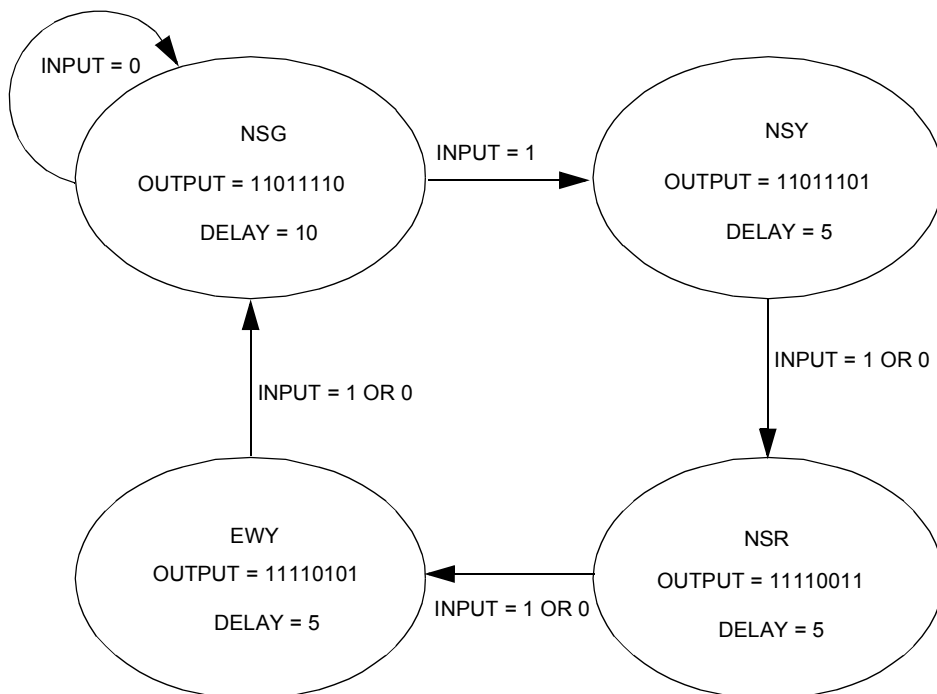 INPUT = 0
NSG
OUTPUT = 11011110
DELAY = 10
INPUT = 1
NSY
OUTPUT = 11011101
DELAY = 5
INPUT = 1 OR 0
INPUT = 1 OR 0
EWY
OUTPUT = 11110101
DELAY = 5
INPUT = 1 OR 0
NSR
OUTPUT = 11110011
DELAY = 5